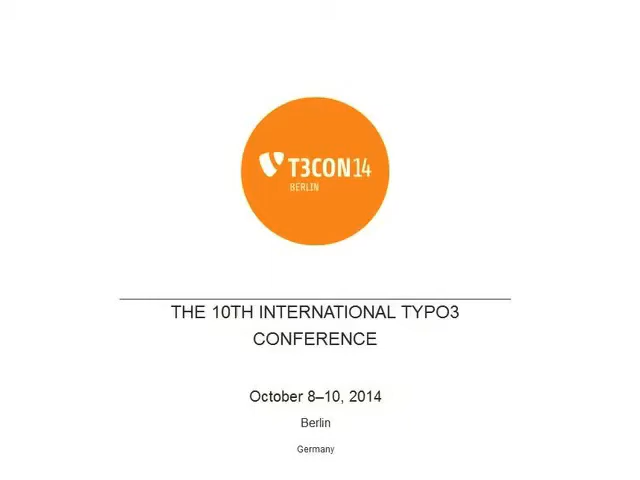 T3CON14
BERLIN
THE 10TH INTERNATIONAL TYPO3
CONFERENCE
October 8–10, 2014
Berlin
Germany